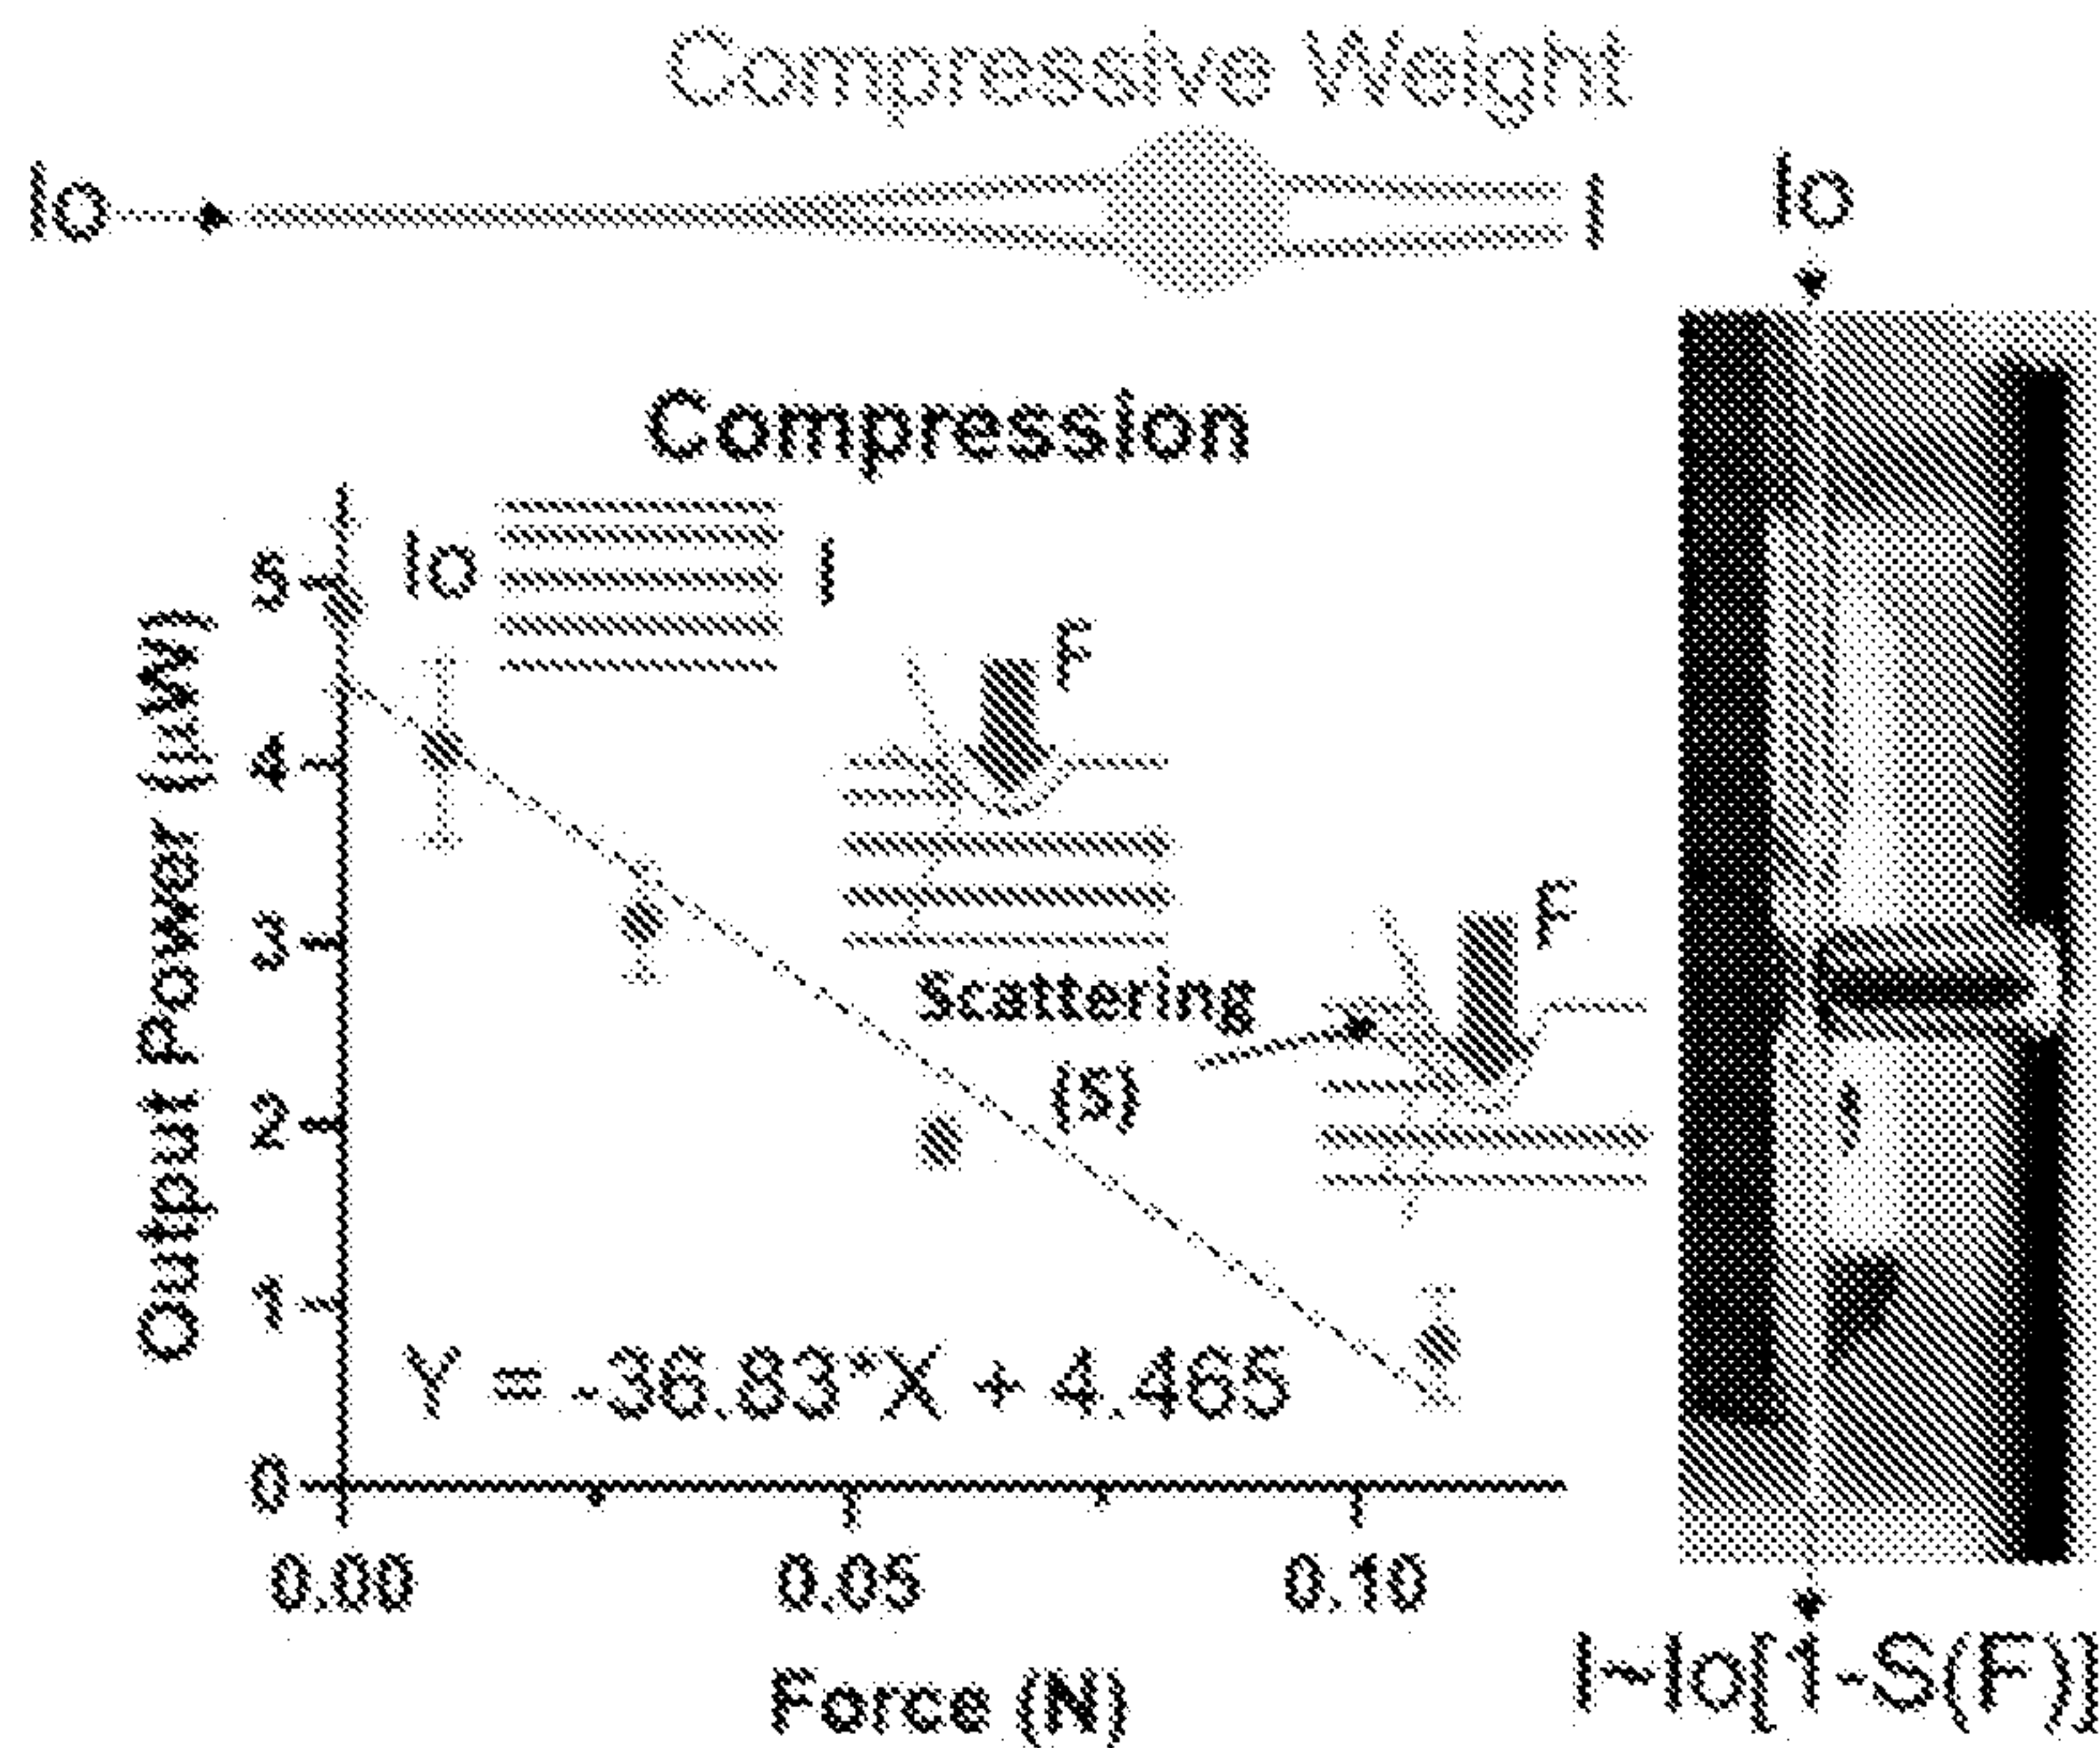 Compressive Weight
Io
I
Io
Compression
Io
I
F
F
Scattering
(S)
Output Power (µW)
5
4
3
2
1
0
Y = -36.83*X + 4.465
0.00
0.05
0.10
Force (N)
I~Io[1-S(F)]